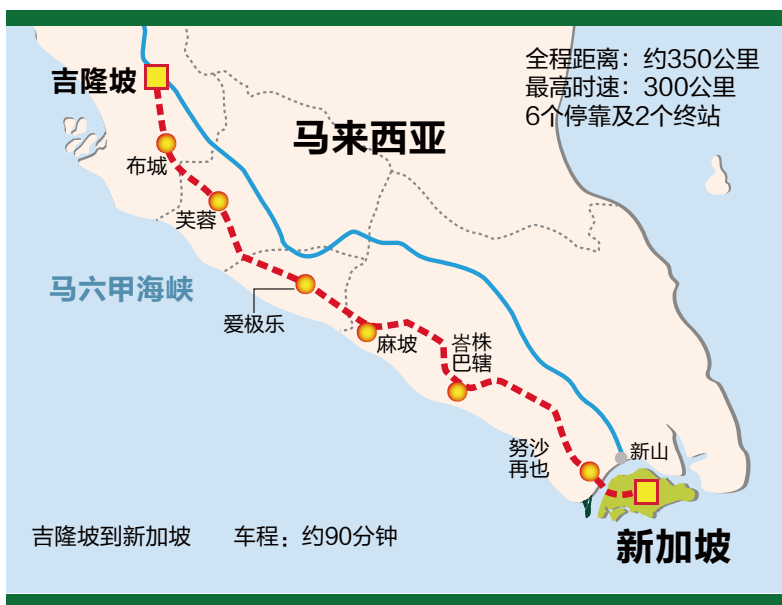 全程距离：约350公里
最高时速：300公里
6个停靠及2个终站
吉隆坡
马来西亚
布城
芙蓉
马六甲海峡
爱极乐
麻坡
峇株
巴辖
努沙
再也
新山
吉隆坡到新加坡 车程：约90分钟
新加坡